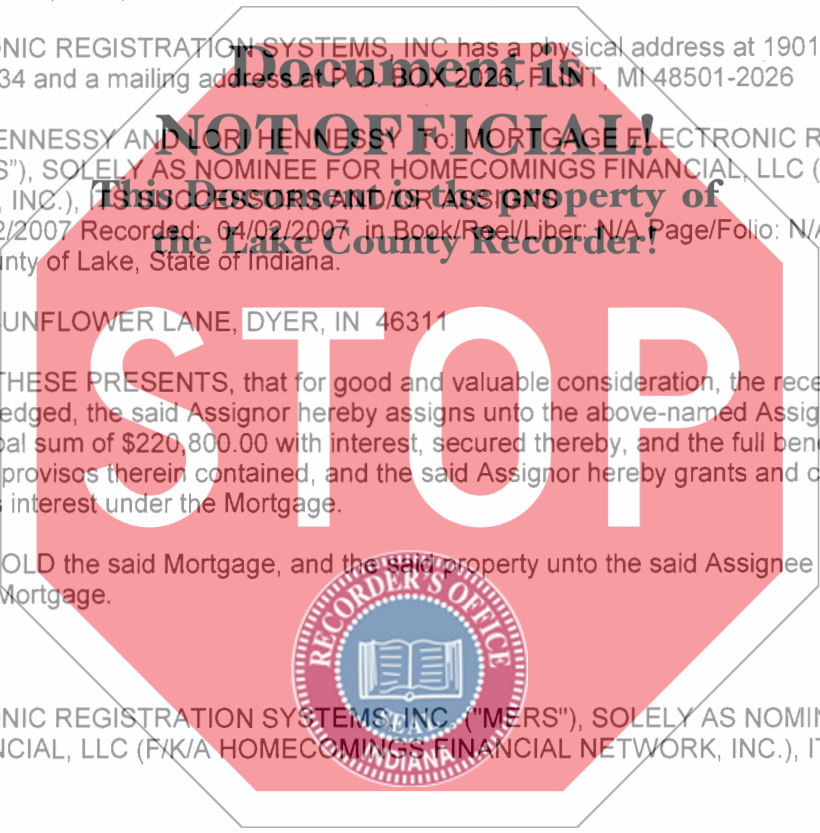 ONIC REGISTRATION SYSTEMS, INC has a physical address at 1901
34 and a mailing address at P.O. BOX 2026, FLINT, MI 48501-2026
Document is
NOT OFFICIAL!
This Document is the property of
the Lake County Recorder!
ENNESSY AND LORI HENNESSY To: MORTGAGE ELECTRONIC R
S"), SOLELY AS NOMINEE FOR HOMECOMINGS FINANCIAL, LLC (
, INC.), ITS SUCCESSORS AND/OR ASSIGNS
2/2007 Recorded: 04/02/2007 in Book/Reel/Liber: N/A Page/Folio: N/
nty of Lake, State of Indiana.
SUNFLOWER LANE, DYER, IN 46311
STOP
THESE PRESENTS, that for good and valuable consideration, the rece
edged, the said Assignor hereby assigns unto the above-named Assig
pal sum of $220,800.00 with interest, secured thereby, and the full bene
provisos therein contained, and the said Assignor hereby grants and c
s interest under the Mortgage.
OLD the said Mortgage, and the said property unto the said Assignee
Mortgage.
RECORDER'S OFFICE
SEAL
INDIANA
ONIC REGISTRATION SYSTEMS, INC. ("MERS"), SOLELY AS NOMIN
NCIAL, LLC (F/K/A HOMECOMINGS FINANCIAL NETWORK, INC.), IT